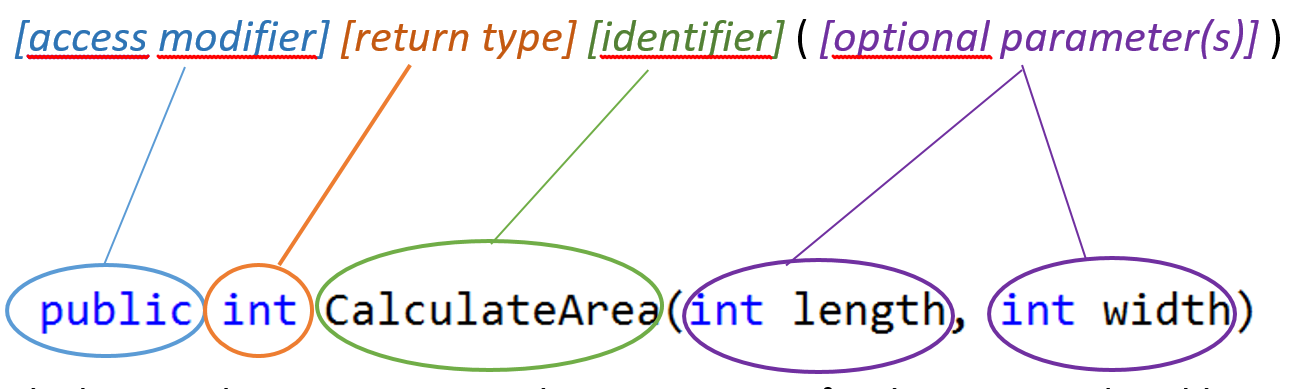 [access modifier] [return type] [identifier] ( [optional parameter(s)] )
public int CalculateArea(int length, int width)